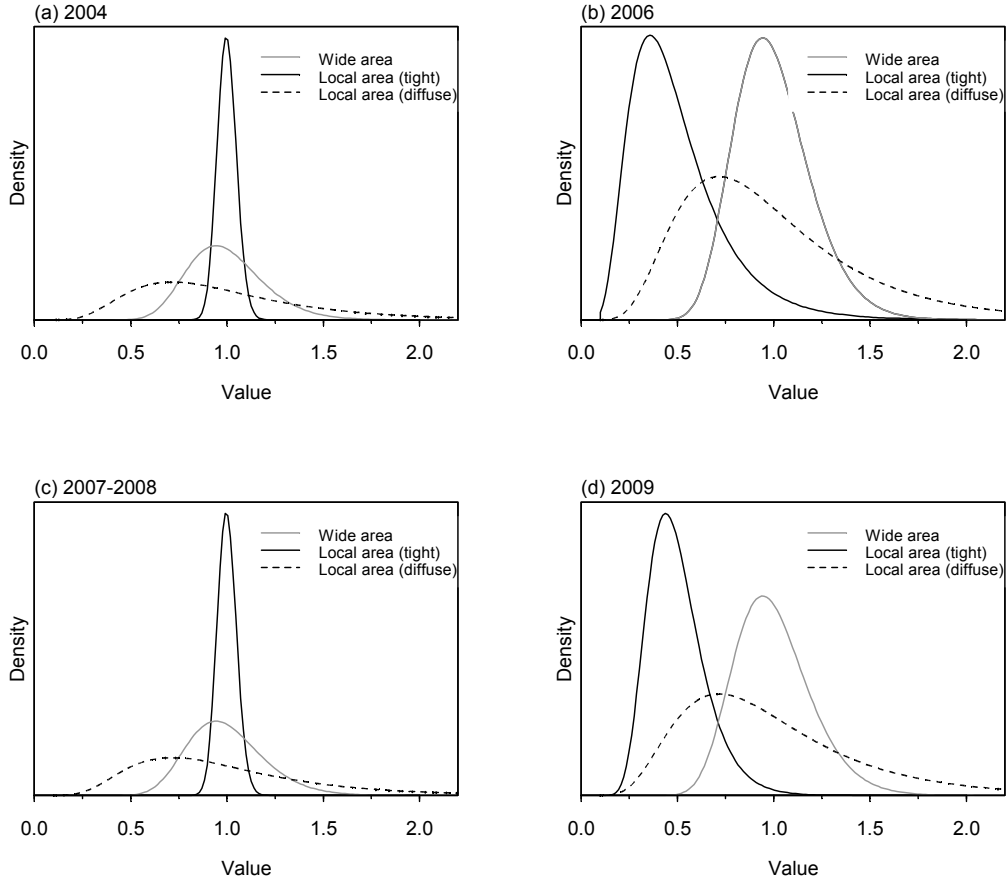 (a) 2004
Wide area
Local area (tight)
Local area (diffuse)
Density
0.0 0.5 1.0 1.5 2.0
Value
(b) 2006
Wide area
Local area (tight)
Local area (diffuse)
Density
0.0 0.5 1.0 1.5 2.0
Value
(c) 2007-2008
Wide area
Local area (tight)
Local area (diffuse)
Density
0.0 0.5 1.0 1.5 2.0
Value
(d) 2009
Wide area
Local area (tight)
Local area (diffuse)
Density
0.0 0.5 1.0 1.5 2.0
Value